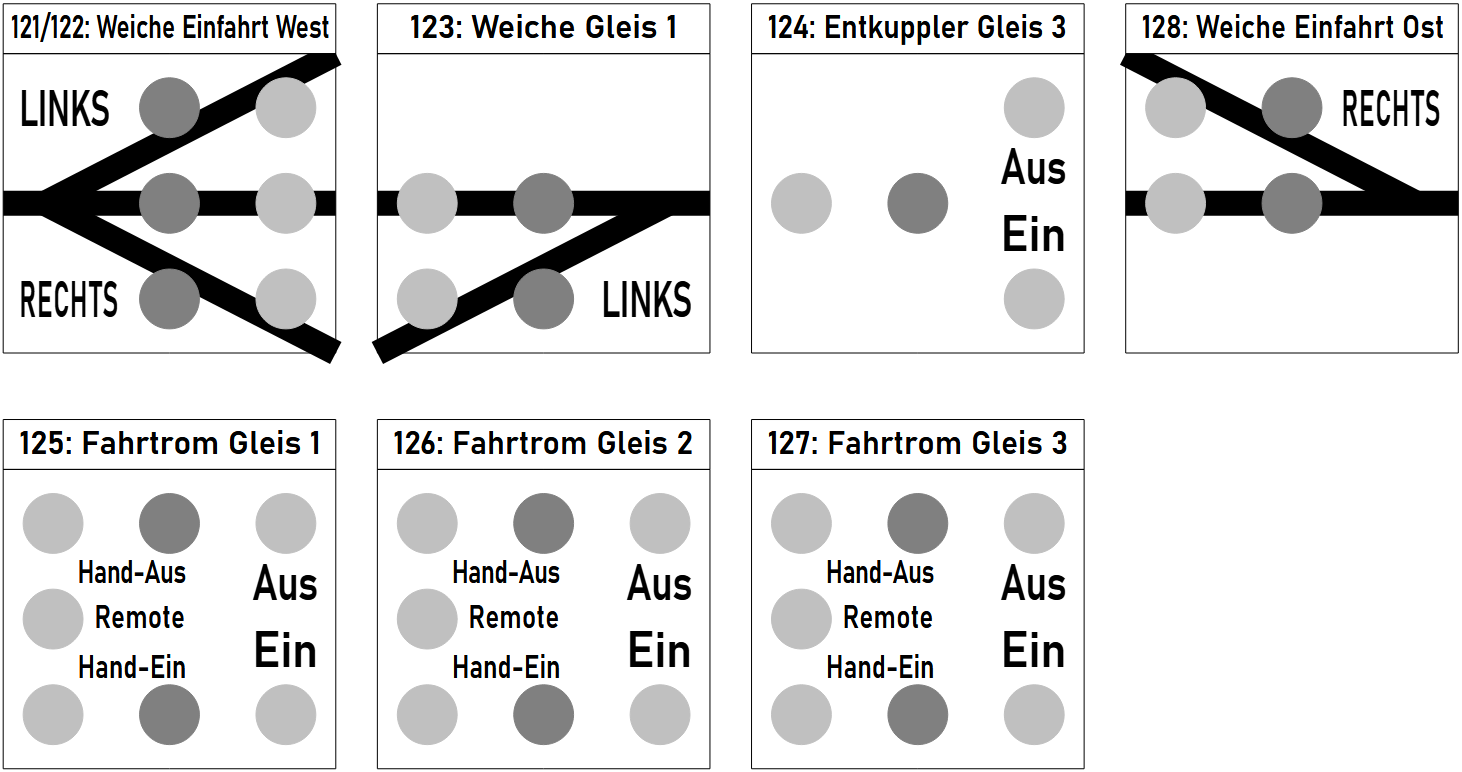 121/122: Weiche Einfahrt West
LINKS
RECHTS
123: Weiche Gleis 1
LINKS
124: Entkuppler Gleis 3
Aus
Ein
128: Weiche Einfahrt Ost
RECHTS
125: Fahrtrom Gleis 1
Hand-Aus
Aus
Remote
Ein
Hand-Ein
126: Fahrtrom Gleis 2
Hand-Aus
Aus
Remote
Ein
Hand-Ein
127: Fahrtrom Gleis 3
Hand-Aus
Aus
Remote
Ein
Hand-Ein